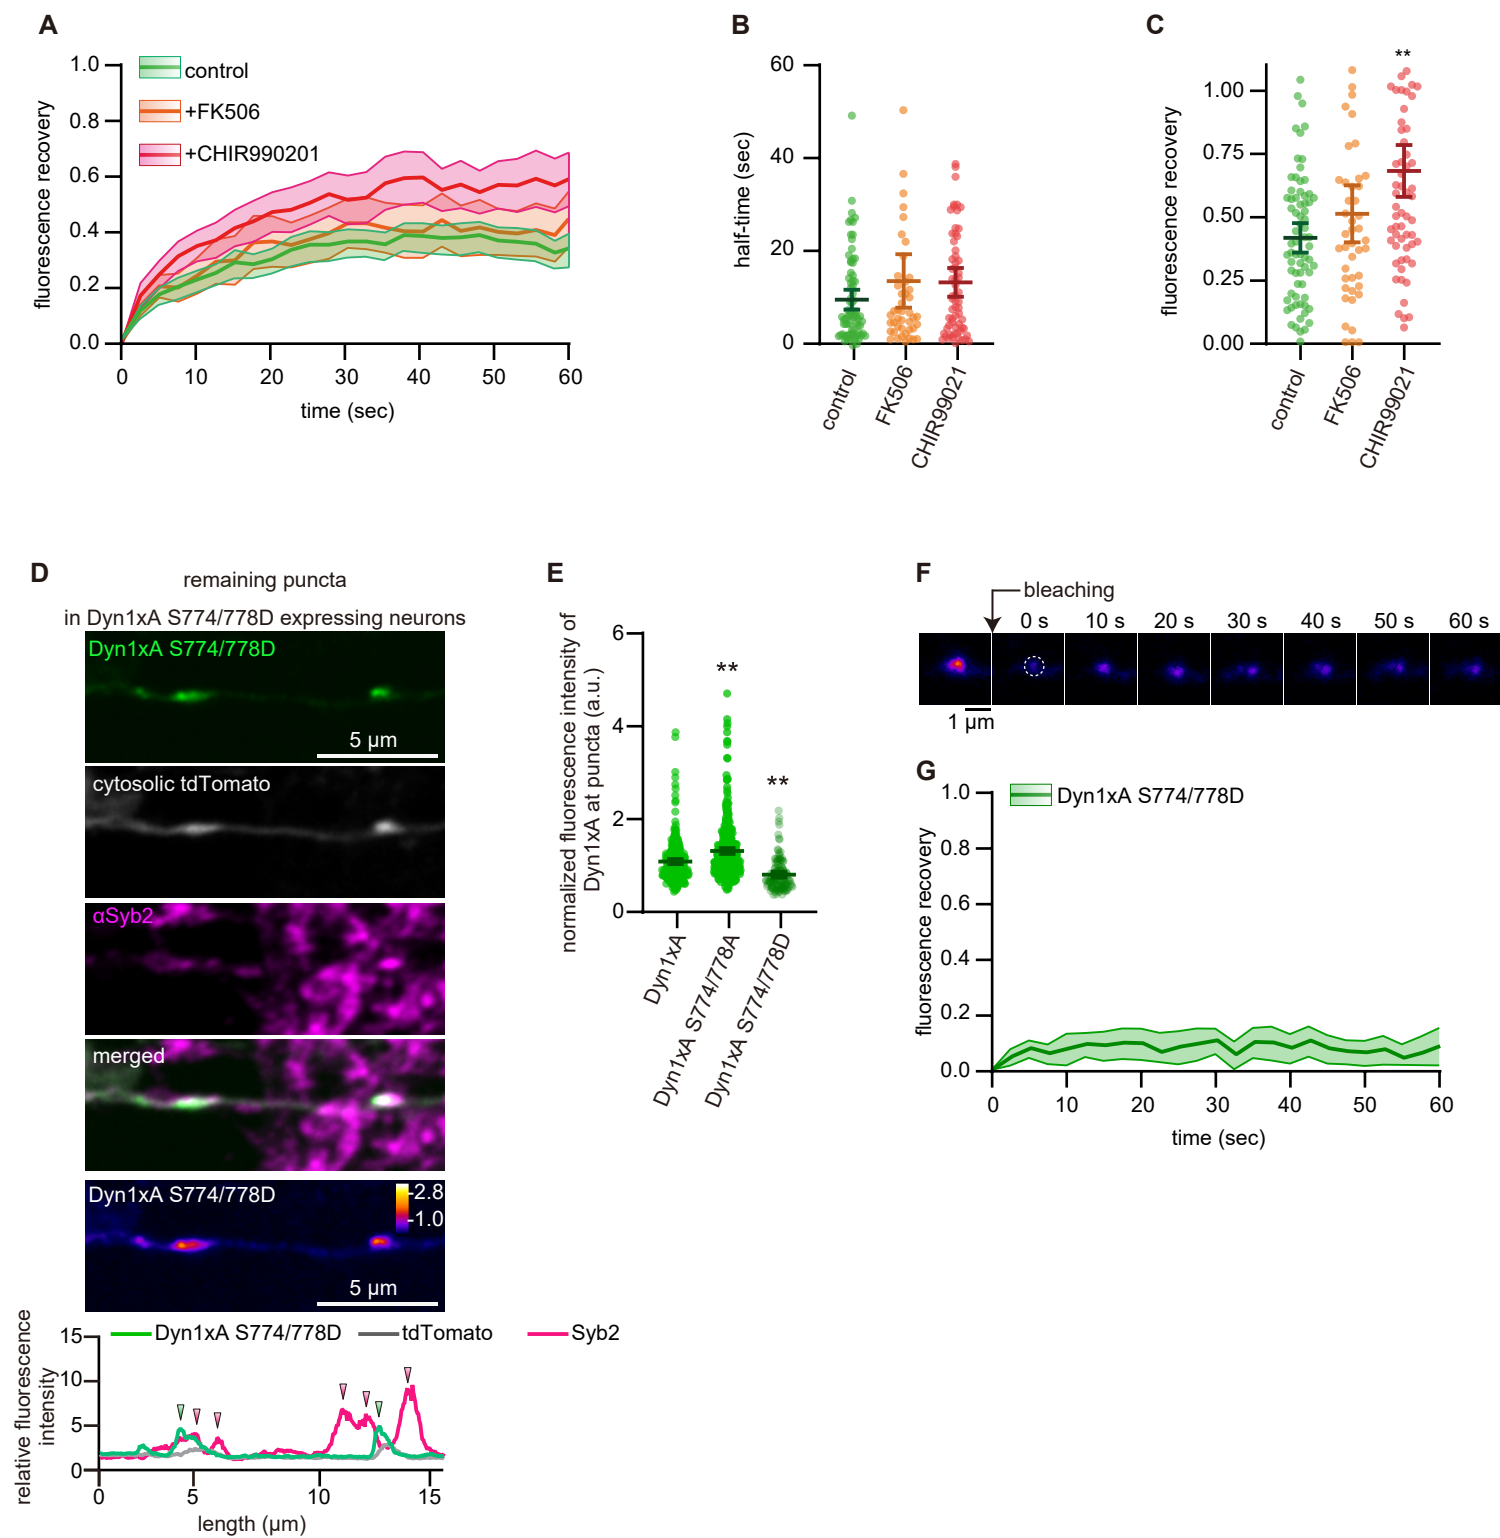 A
1.0
0.8
0.6
0.4
0.2
0.0
fluorescence recovery
control
+FK506
+CHIR990201
0
10
20
30
40
50
60
time (sec)
B
60
40
20
0
half-time (sec)
control
FK506
CHIR99021
C
**
1.00
0.75
0.50
0.25
0.00
fluorescence recovery
control
FK506
CHIR99021
D
remaining puncta
in Dyn1xA S774/778D expressing neurons
Dyn1xA S774/778D
5 μm
cytosolic tdTomato
αSyb2
merged
Dyn1xA S774/778D
2.8
1.0
5 μm
Dyn1xA S774/778D
tdTomato
Syb2
15
10
5
0
relative fluorescence
intensity
0
5
10
15
length (μm)
E
normalized fluorescence intensity of
Dyn1xA at puncta (a.u.)
6
4
2
0
**
**
Dyn1xA
Dyn1xA S774/778A
Dyn1xA S774/778D
F
bleaching
0 s
10 s
20 s
30 s
40 s
50 s
60 s
1 μm
G
1.0
0.8
0.6
0.4
0.2
0.0
fluorescence recovery
Dyn1xA S774/778D
0
10
20
30
40
50
60
time (sec)